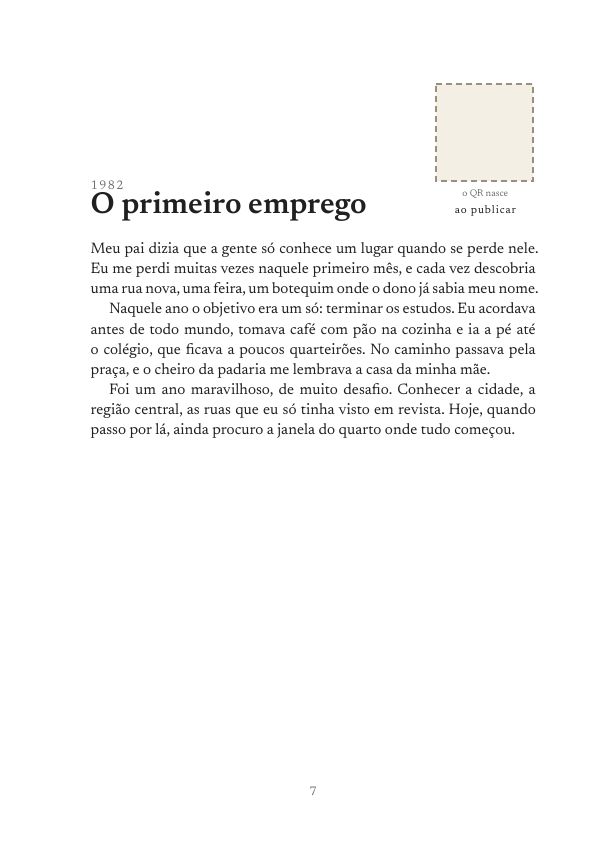 o QR nasce
ao publicar
1982
O primeiro emprego
Meu pai dizia que a gente só conhece um lugar quando se perde nele.
Eu me perdi muitas vezes naquele primeiro mês, e cada vez descobria
uma rua nova, uma feira, um botequim onde o dono já sabia meu nome.
Naquele ano o objetivo era um só: terminar os estudos. Eu acordava
antes de todo mundo, tomava café com pão na cozinha e ia a pé até
o colégio, que ficava a poucos quarteirões. No caminho passava pela
praça, e o cheiro da padaria me lembrava a casa da minha mãe.
Foi um ano maravilhoso, de muito desafio. Conhecer a cidade, a
região central, as ruas que eu só tinha visto em revista. Hoje, quando
passo por lá, ainda procuro a janela do quarto onde tudo começou.
7